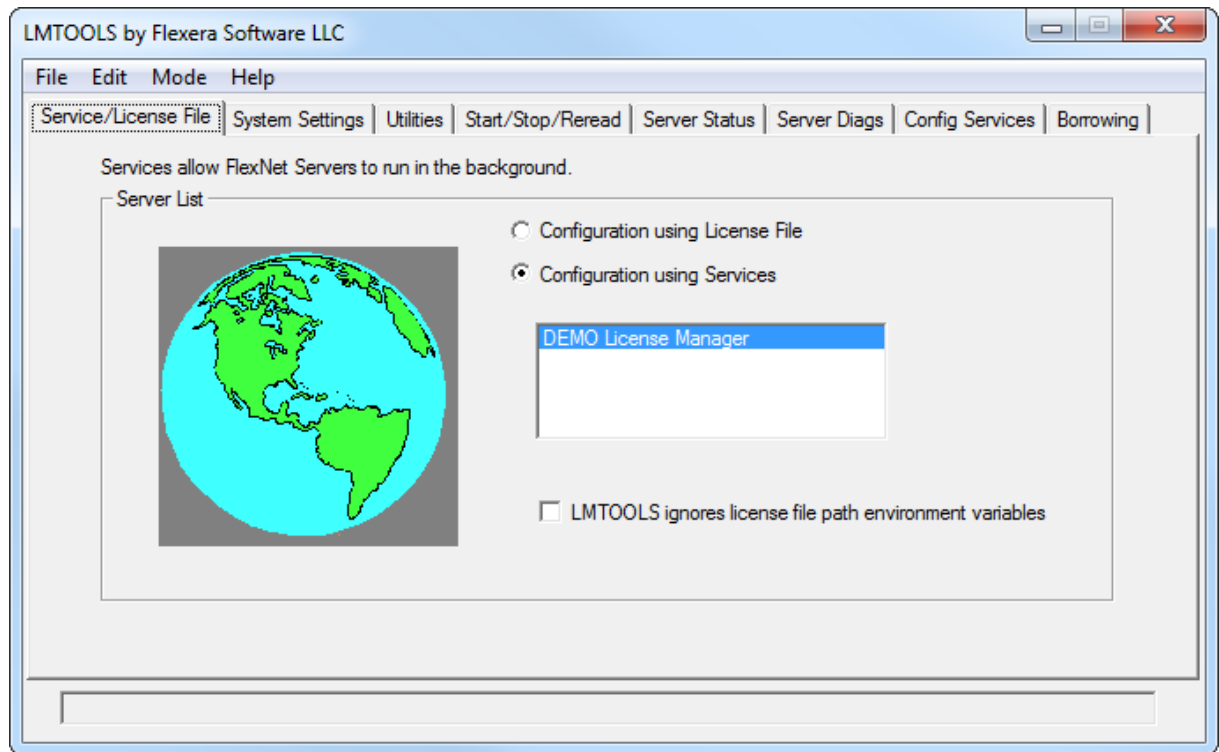 LMTOOLS by Flexera Software LLC
File Edit Mode Help
Service/License File System Settings Utilities Start/Stop/Reread Server Status Server Diags Config Services Borrowing
Services allow FlexNet Servers to run in the background.
Server List
Configuration using License File
Configuration using Services
DEMO License Manager
LMTOOLS ignores license file path environment variables